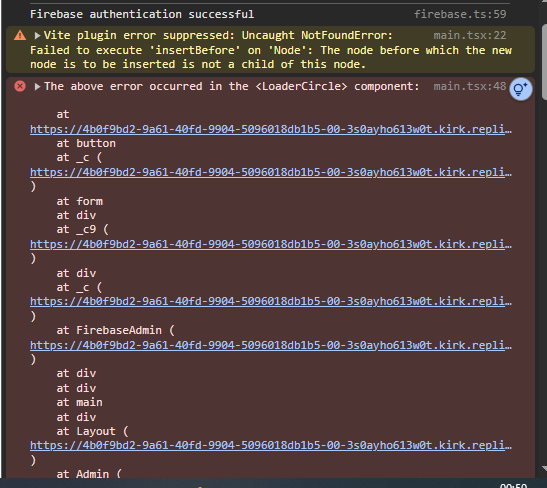 Firebase authentication successful firebase.ts:59
▶Vite plugin error suppressed: Uncaught NotFoundError: main.tsx:22
Failed to execute 'insertBefore' on 'Node': The node before which the new
node is to be inserted is not a child of this node.
▶The above error occurred in the <LoaderCircle> component: main.tsx:48
at
https://4b0f9bd2-9a61-40fd-9904-5096018db1b5-00-3s0ayho613w0t.kirk.repli…
at button
at _c (
https://4b0f9bd2-9a61-40fd-9904-5096018db1b5-00-3s0ayho613w0t.kirk.repli…
)
at form
at div
at _c9 (
https://4b0f9bd2-9a61-40fd-9904-5096018db1b5-00-3s0ayho613w0t.kirk.repli…
)
at div
at _c (
https://4b0f9bd2-9a61-40fd-9904-5096018db1b5-00-3s0ayho613w0t.kirk.repli…
)
at FirebaseAdmin (
https://4b0f9bd2-9a61-40fd-9904-5096018db1b5-00-3s0ayho613w0t.kirk.repli…
)
at div
at div
at main
at div
at Layout (
https://4b0f9bd2-9a61-40fd-9904-5096018db1b5-00-3s0ayho613w0t.kirk.repli…
)
at Admin (